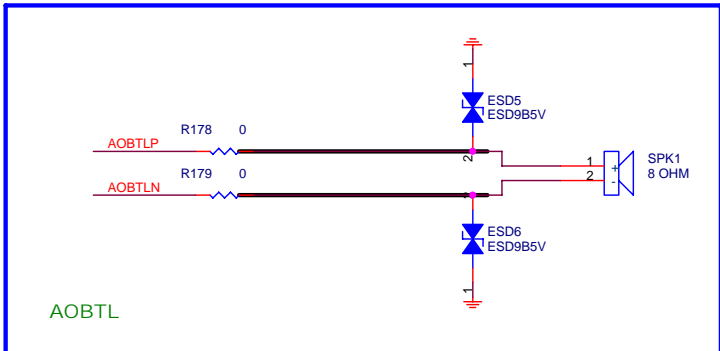 1
ESD5
ESD9B5V
R178 0
AOBTLP
2
1
SPK1
+
R179 0
2
8 OHM
-
AOBTLN
ESD6
ESD9B5V
1
AOBTL